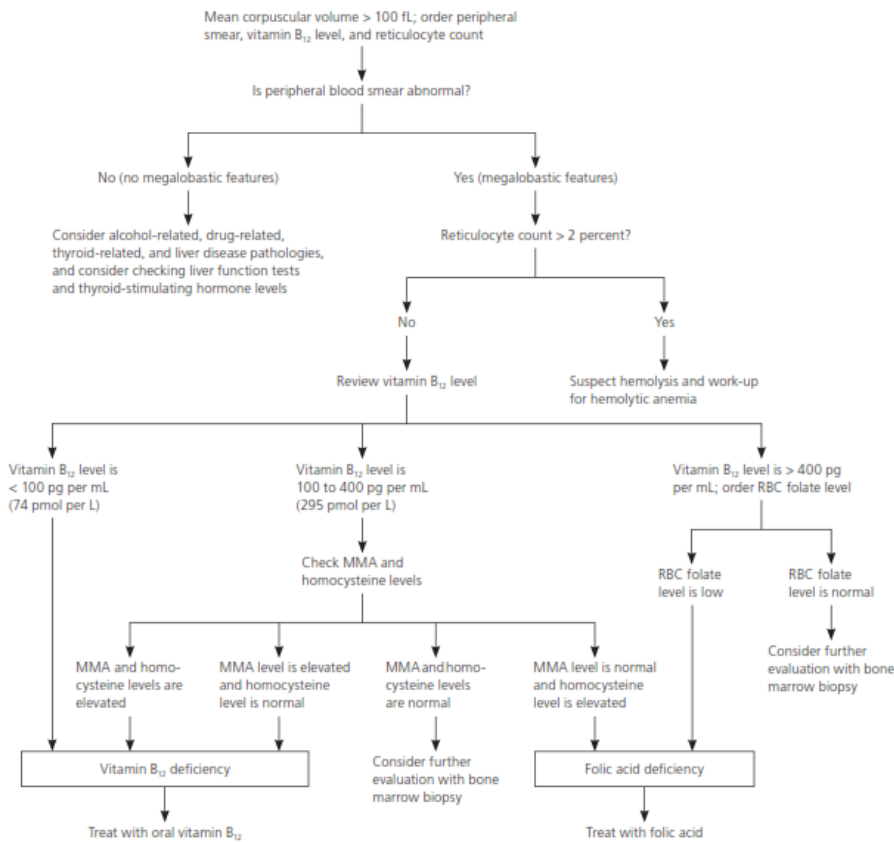 Mean corpuscular volume > 100 fL; order peripheral
smear, vitamin B₁₂ level, and reticulocyte count
Is peripheral blood smear abnormal?
No (no megalobastic features)
Yes (megaloblastic features)
Consider alcohol-related, drug-related,
thyroid-related, and liver disease pathologies,
and consider checking liver function tests
and thyroid-stimulating hormone levels
Reticulocyte count > 2 percent?
No
Yes
Review vitamin B₁₂ level
Suspect hemolysis and work-up
for hemolytic anemia
Vitamin B₁₂ level is
< 100 pg per mL
(74 pmol per L)
Vitamin B₁₂ level is
100 to 400 pg per mL
(295 pmol per L)
Vitamin B₁₂ level is > 400 pg
per mL; order RBC folate level
Check MMA and
homocysteine levels
RBC folate
level is low
RBC folate
level is normal
Consider further
evaluation with bone
marrow biopsy
MMA and homo-
cysteine levels are
elevated
MMA level is elevated
and homocysteine
level is normal
MMA and homo-
cysteine levels
are normal
MMA level is normal
and homocysteine
level is elevated
Vitamin B₁₂ deficiency
Consider further
evaluation with bone
marrow biopsy
Folic acid deficiency
Treat with oral vitamin B₁₂
Treat with folic acid